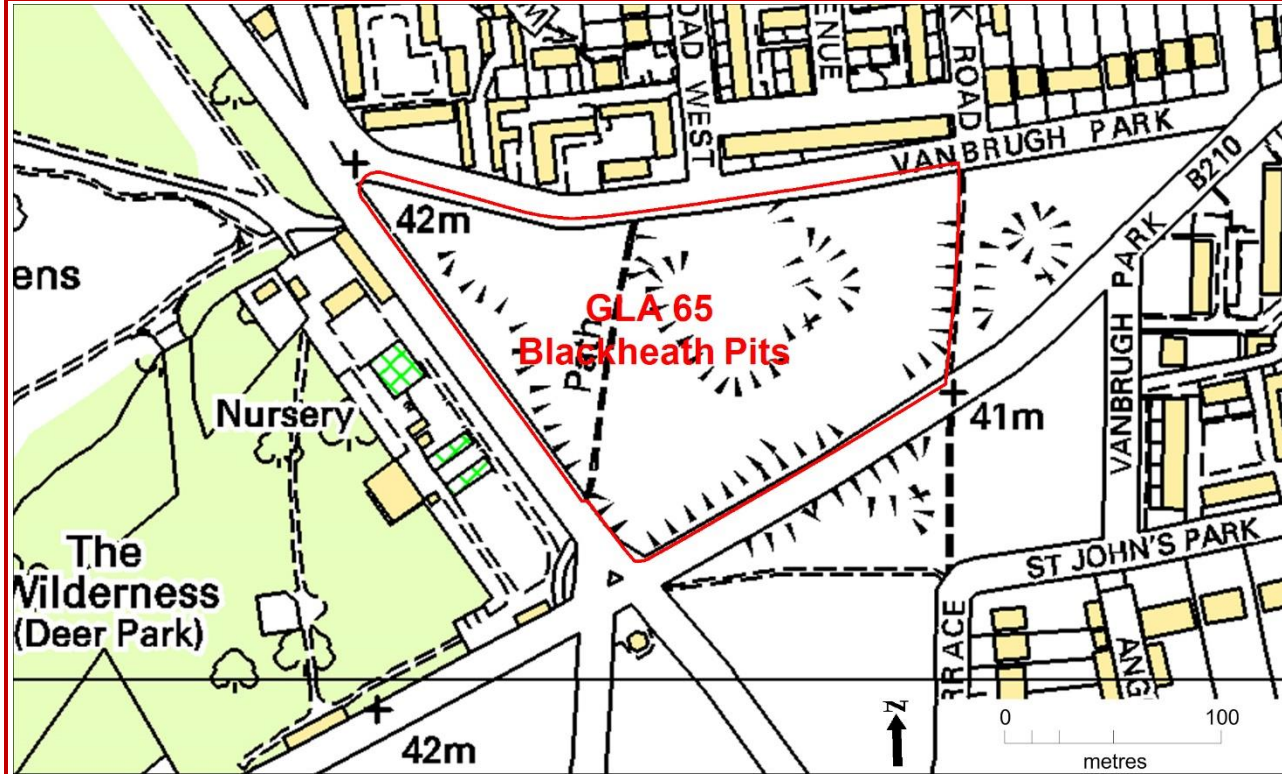 OAD WEST
ENUE
K ROAD
VANBRUGH PARK
B210
42m
ens
GLA 65
Blackheath Pits
Path
VANBRUGH PARK
Nursery
41m
The
Wilderness
(Deer Park)
ST JOHN'S PARK
RRACE
ANG
42m
N
0 100
metres